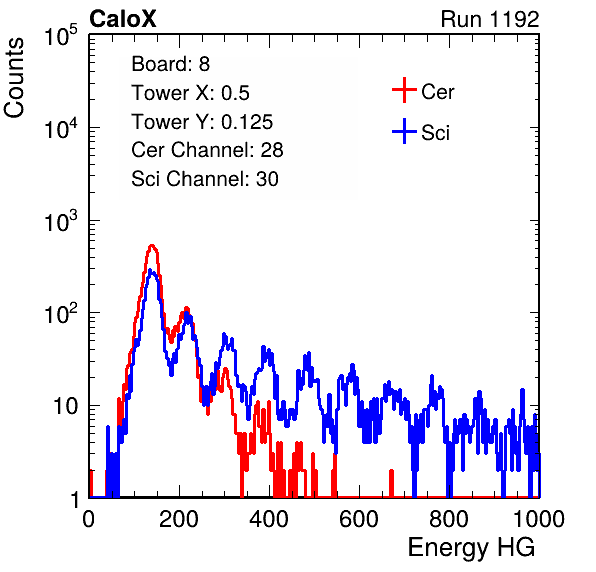 CaloX Run 1192
Counts
Board: 8
Tower X: 0.5
Tower Y: 0.125
Cer Channel: 28
Sci Channel: 30
Cer
Sci
10^5
10^4
10^3
10^2
10
1
0 200 400 600 800 1000
Energy HG